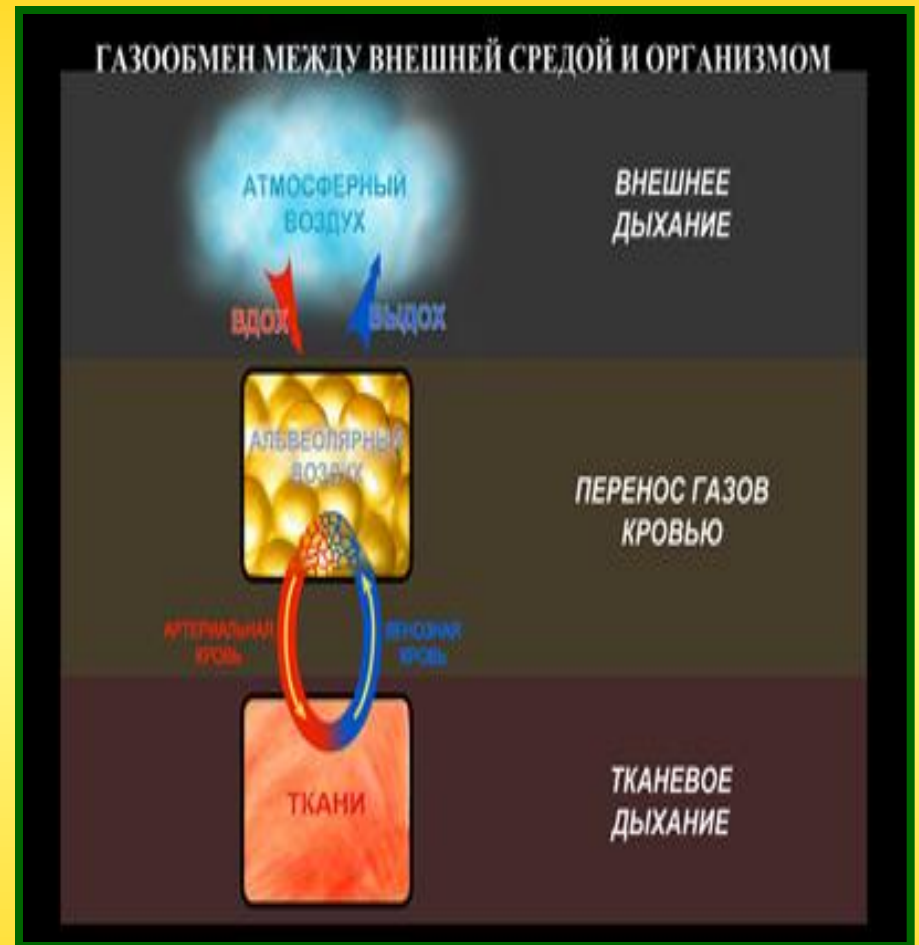 ГАЗООБМЕН МЕЖДУ ВНЕШНЕЙ СРЕДОЙ И ОРГАНИЗМОМ
АТМОСФЕРНЫЙ
ВОЗДУХ
ВНЕШНЕЕ
ДЫХАНИЕ
ВДОХ
ВЫДОХ
АЛЬВЕОЛЯРНЫЙ
ВОЗДУХ
ПЕРЕНОС ГАЗОВ
КРОВЬЮ
АРТЕРИАЛЬНАЯ
КРОВЬ
ВЕНОЗНАЯ
КРОВЬ
ТКАНИ
ТКАНЕВОЕ
ДЫХАНИЕ